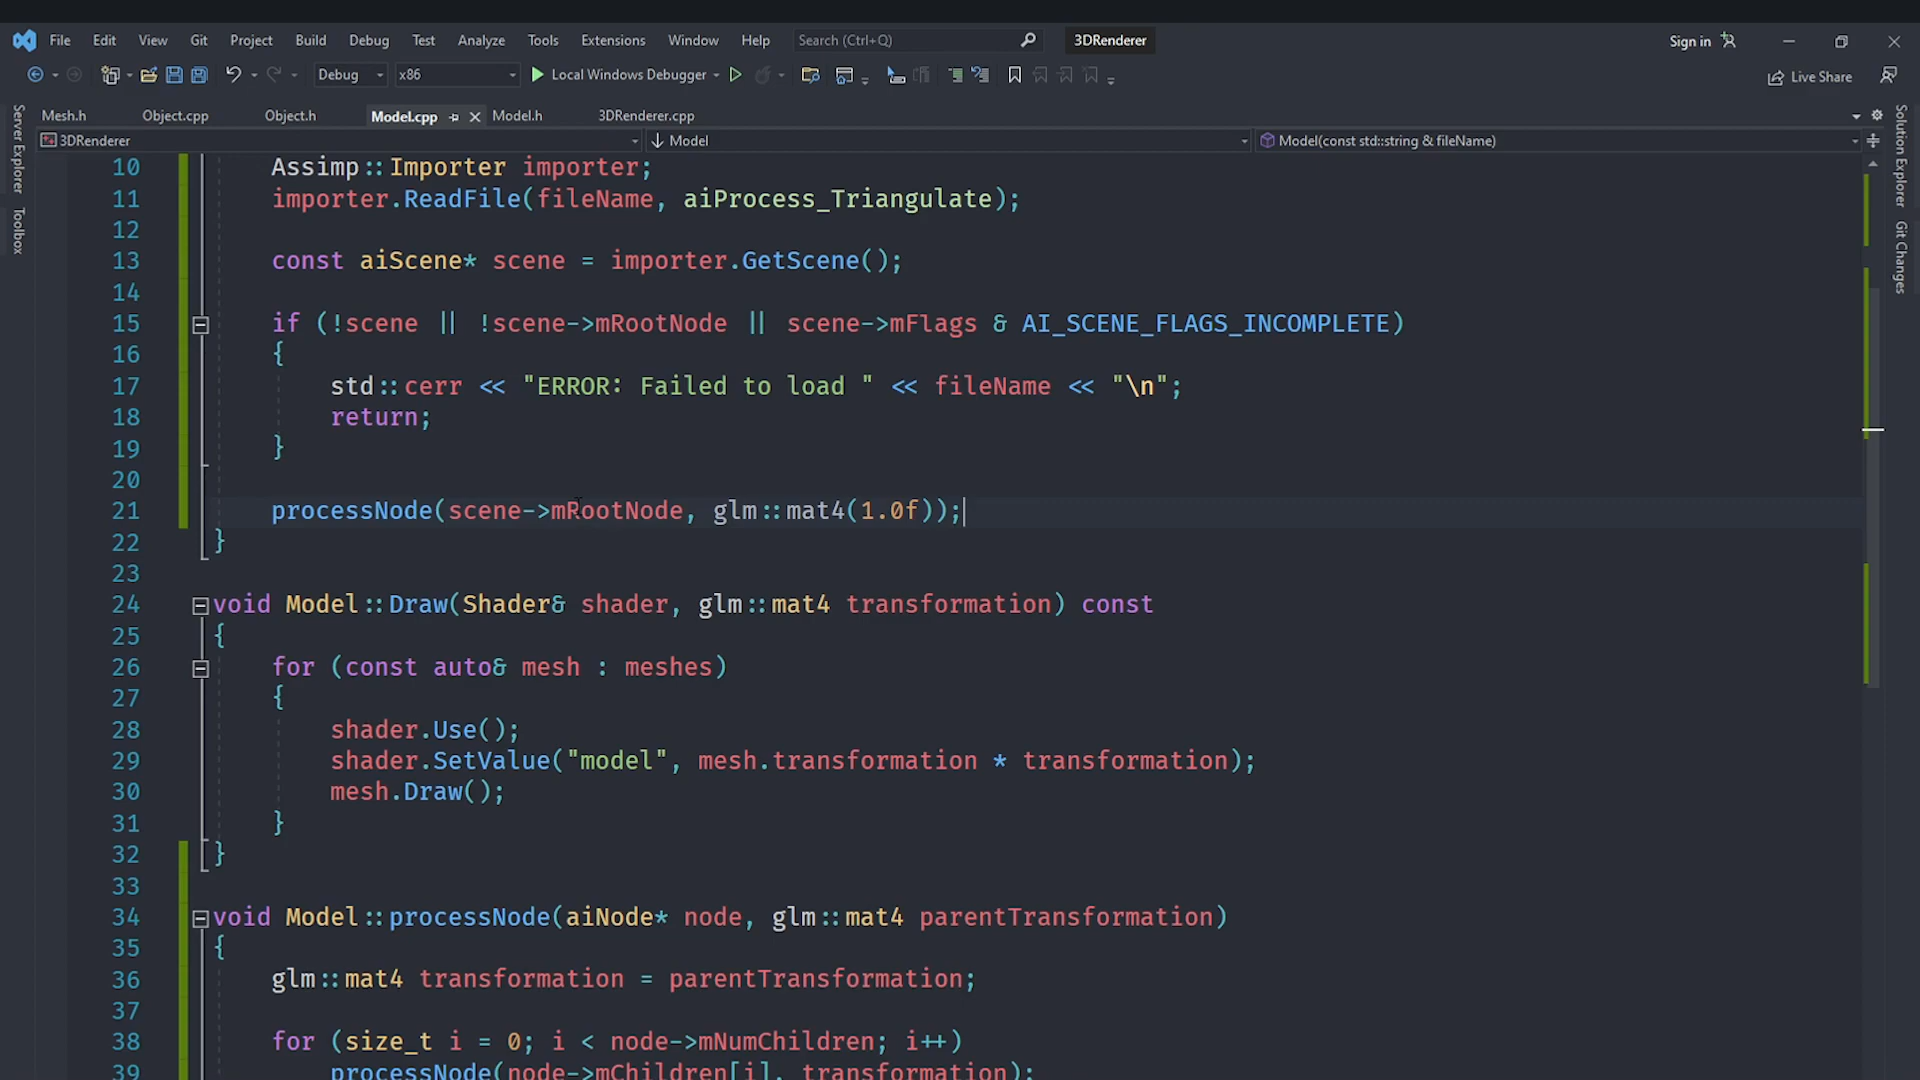 File Edit View Git Project Build Debug Test Analyze Tools Extensions Window Help Search (Ctrl+Q) 3DRenderer Sign in
Debug x86 Local Windows Debugger Live Share
Mesh.h Object.cpp Object.h Model.cpp Model.h 3DRenderer.cpp
3DRenderer Model Model(const std::string & fileName)
Server Explorer
Toolbox
Solution Explorer
Git Changes
10 Assimp::Importer importer;
11 importer.ReadFile(fileName, aiProcess_Triangulate);
12
13 const aiScene* scene = importer.GetScene();
14
15 if (!scene || !scene->mRootNode || scene->mFlags & AI_SCENE_FLAGS_INCOMPLETE)
16 {
17 std::cerr << "ERROR: Failed to load " << fileName << "\n";
18 return;
19 }
20
21 processNode(scene->mRootNode, glm::mat4(1.0f));
22 }
23
24 void Model::Draw(Shader& shader, glm::mat4 transformation) const
25 {
26 for (const auto& mesh : meshes)
27 {
28 shader.Use();
29 shader.SetValue("model", mesh.transformation * transformation);
30 mesh.Draw();
31 }
32 }
33
34 void Model::processNode(aiNode* node, glm::mat4 parentTransformation)
35 {
36 glm::mat4 transformation = parentTransformation;
37
38 for (size_t i = 0; i < node->mNumChildren; i++)
39 processNode(node->mChildren[i], transformation);